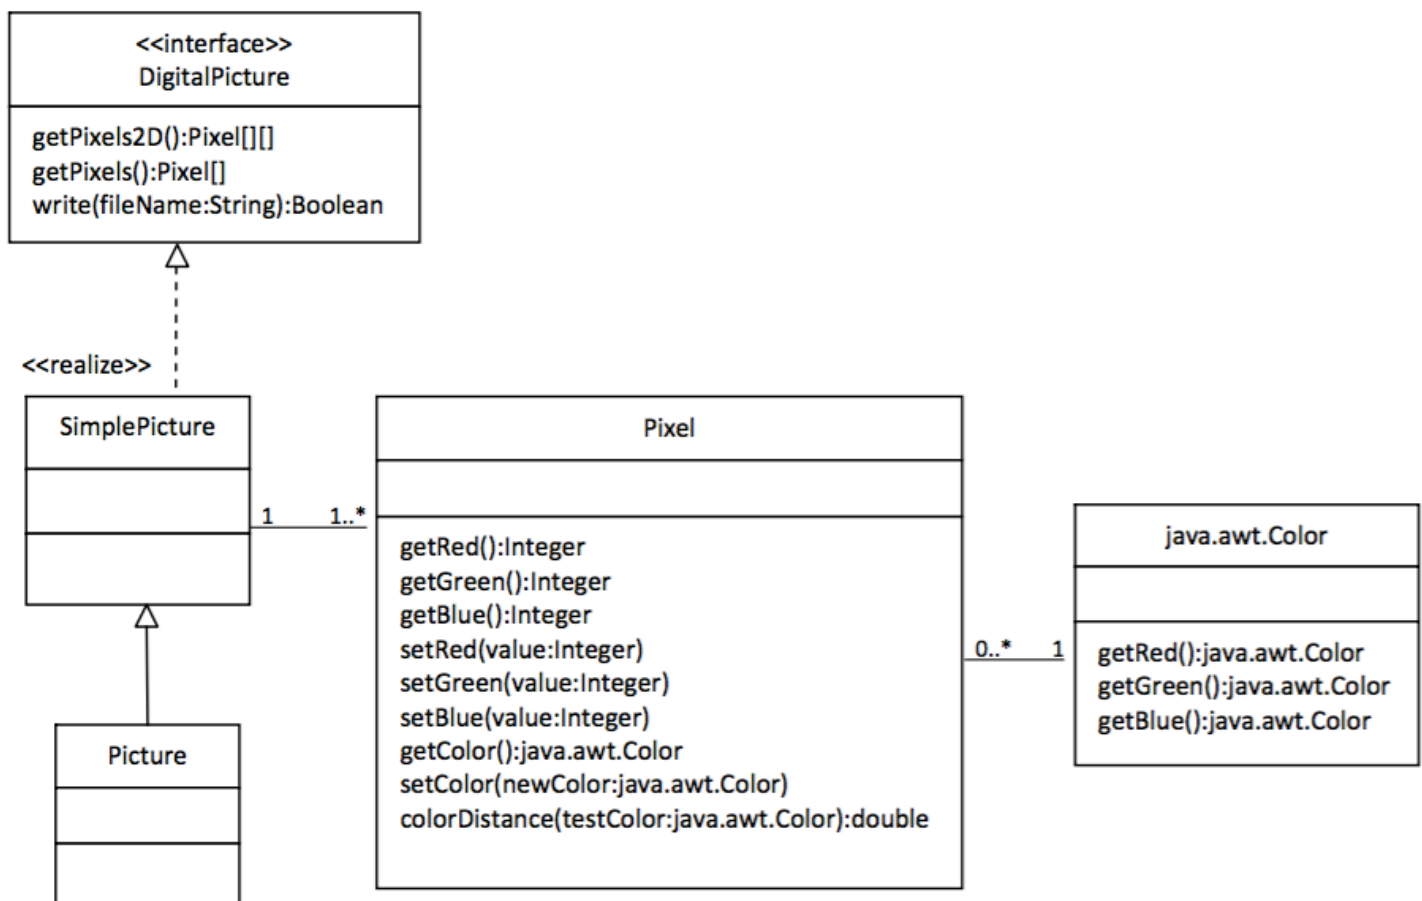 <<interface>>
DigitalPicture
getPixels2D():Pixel[][]
getPixels():Pixel[]
write(fileName:String):Boolean
<<realize>>
SimplePicture
1
1..*
Pixel
getRed():Integer
getGreen():Integer
getBlue():Integer
setRed(value:Integer)
setGreen(value:Integer)
setBlue(value:Integer)
getColor():java.awt.Color
setColor(newColor:java.awt.Color)
colorDistance(testColor:java.awt.Color):double
0..*
1
java.awt.Color
getRed():java.awt.Color
getGreen():java.awt.Color
getBlue():java.awt.Color
Picture